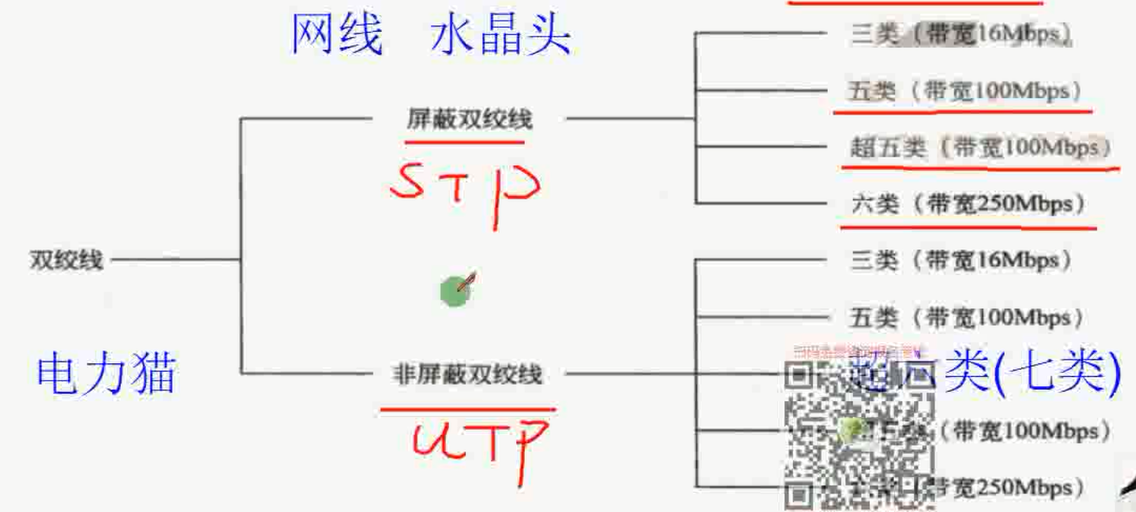 网线 水晶头
三类（带宽16Mbps）
屏蔽双绞线
五类（带宽100Mbps）
STP
超五类（带宽100Mbps）
六类（带宽250Mbps）
双绞线
三类（带宽16Mbps）
五类（带宽100Mbps）
电力猫
非屏蔽双绞线
类(七类)
UTP
（带宽100Mbps）
带宽250Mbps）